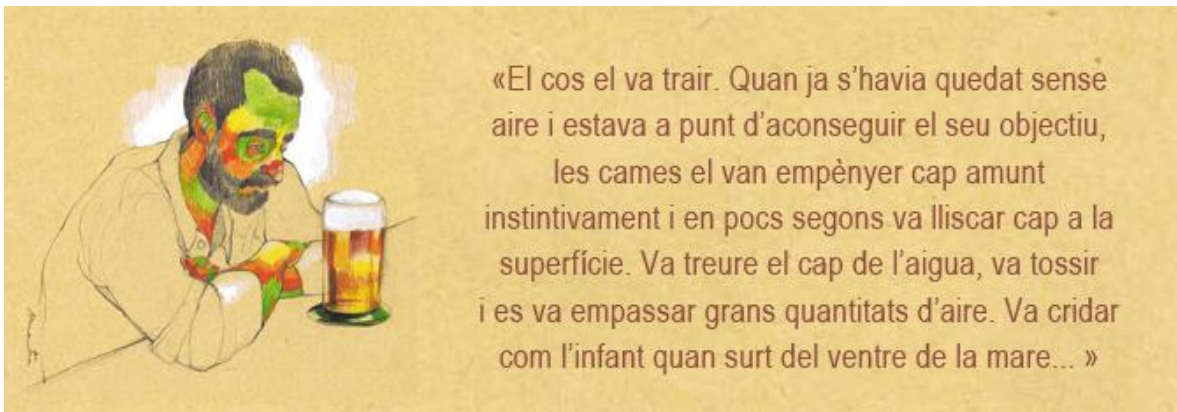 «El cos el va trair. Quan ja s’havia quedat sense
aire i estava a punt d’aconseguir el seu objectiu,
les cames el van empènyer cap amunt
instintivament i en pocs segons va lliscar cap a la
superfície. Va treure el cap de l’aigua, va tossir
i es va empassar grans quantitats d’aire. Va cridar
com l’infant quan surt del ventre de la mare... »